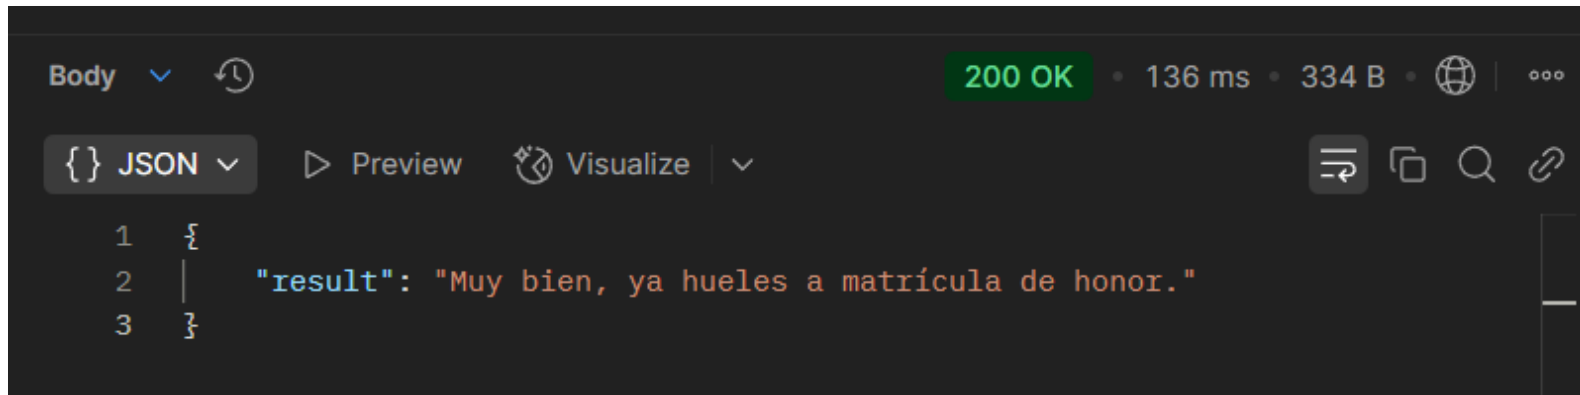 Body
200 OK • 136 ms • 334 B •
{} JSON Preview Visualize
1 {
2 "result": "Muy bien, ya hueles a matrícula de honor."
3 }